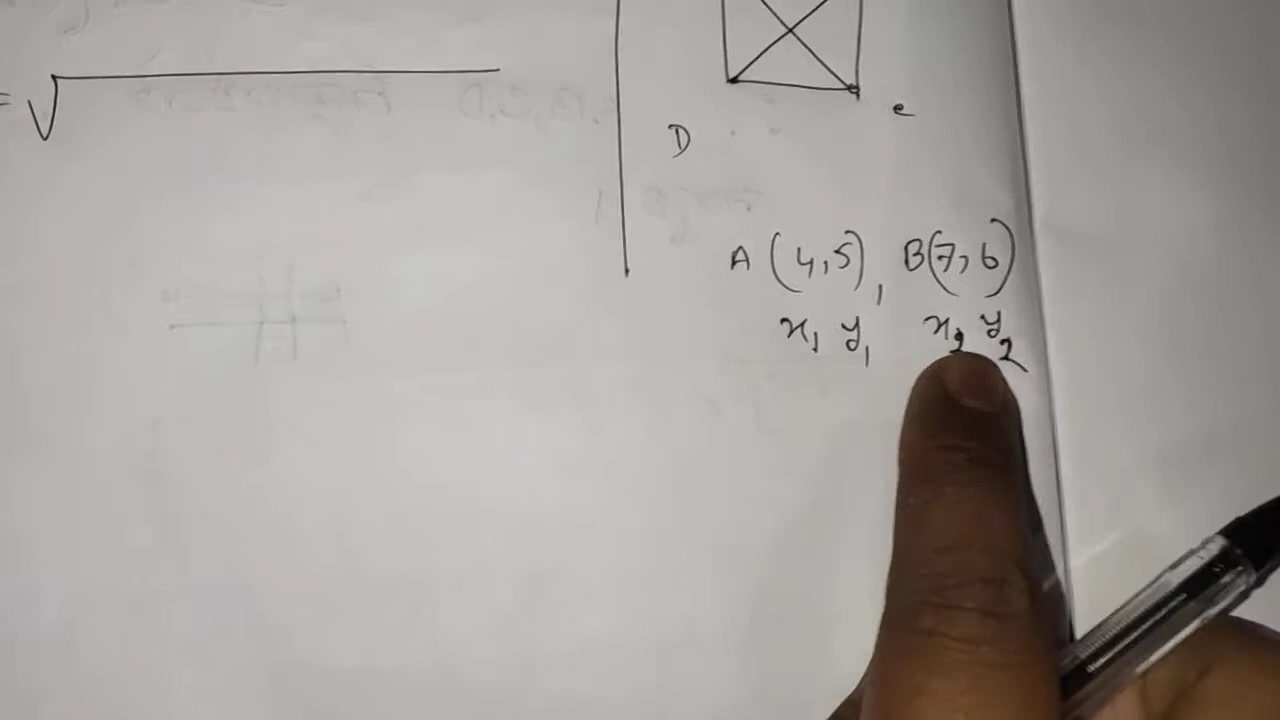 = √
e
D
A (4,5), B(7,6)
x₁ y₁ x₂ y₂